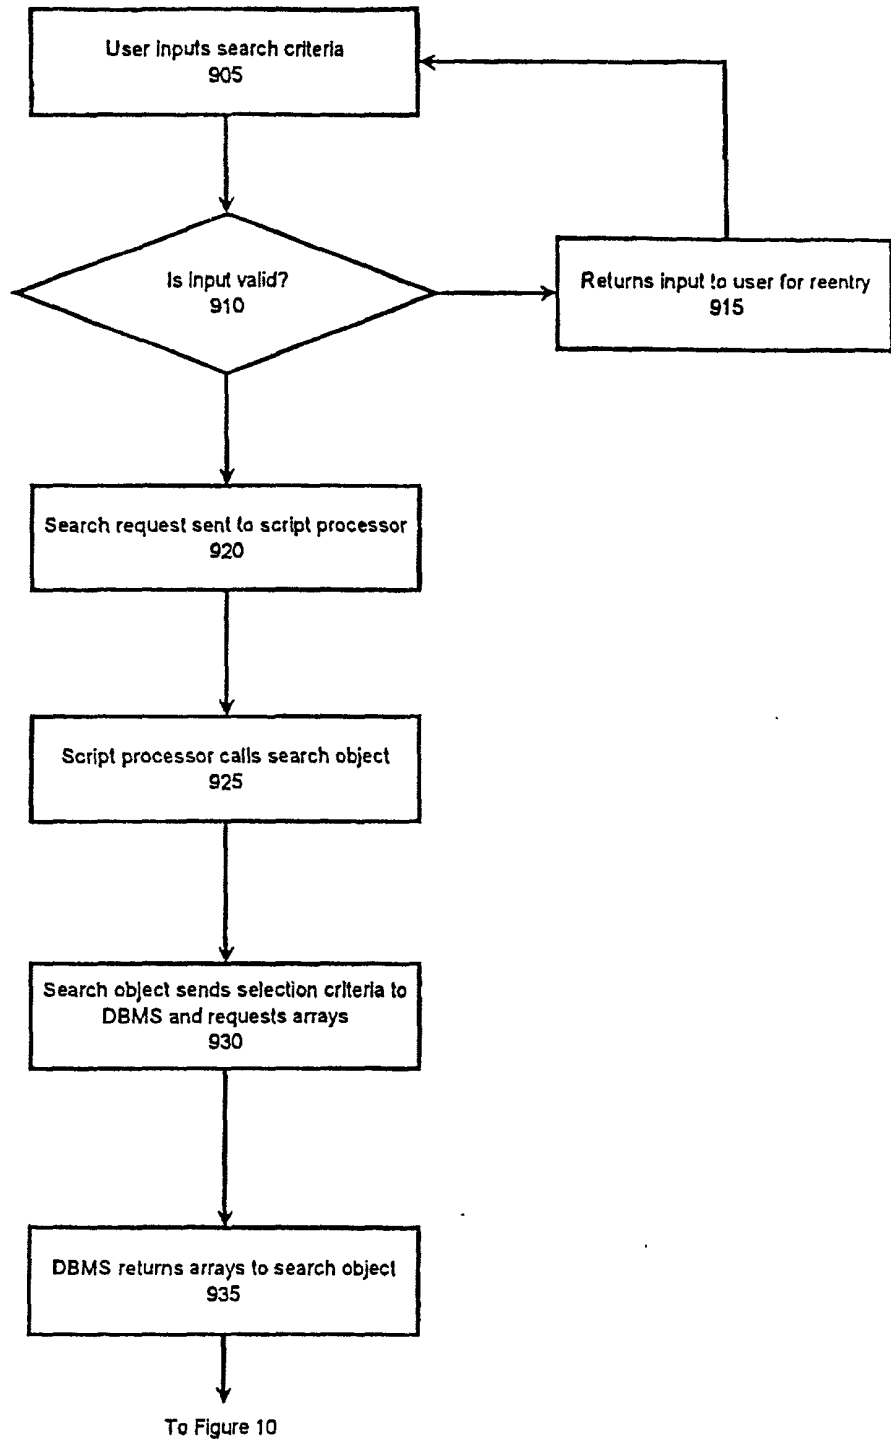 User inputs search criteria
905
Is input valid?
910
Returns input to user for reentry
915
Search request sent to script processor
920
Script processor calls search object
925
Search object sends selection criteria to
DBMS and requests arrays
930
DBMS returns arrays to search object
935
To Figure 10